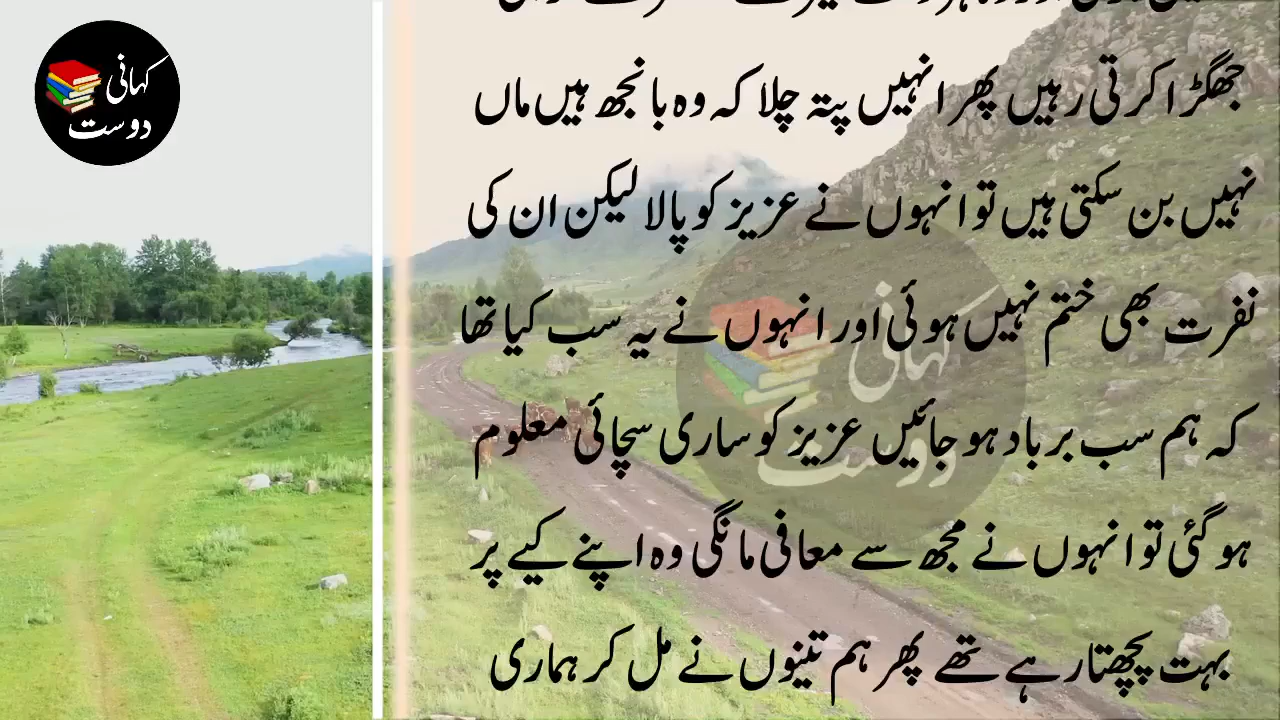 کہانی
دوست
جھگڑا کرتی رہیں پھر انہیں پتہ چلا کہ وہ بانجھ ہیں ماں
نہیں بن سکتی ہیں تو انہوں نے عزیز کو پالا لیکن ان کی
نفرت بھی ختم نہیں ہوئی اور انہوں نے یہ سب کیا تھا
کہ ہم سب برباد ہو جائیں عزیز کو ساری سچائی معلوم
ہو گئی تو انہوں نے مجھ سے معافی مانگی وہ اپنے کیے پر
بہت پچھتا رہے تھے پھر ہم تینوں نے مل کر ہماری
کہانی
دوست